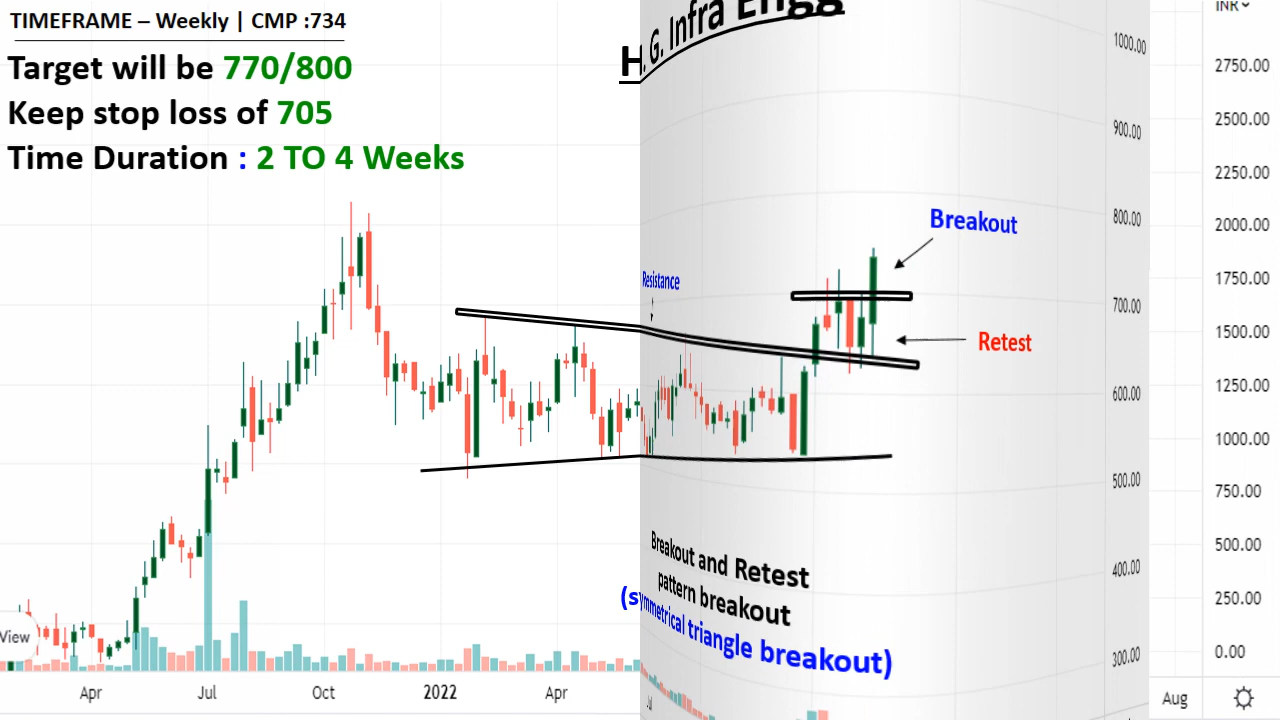 TIMEFRAME – Weekly | CMP :734
H. G. Infra Engg
INR
Target will be 770/800
Keep stop loss of 705
Time Duration : 2 TO 4 Weeks
Breakout
Resistance
Retest
Breakout and Retest
pattern breakout
(symmetrical triangle breakout)
1000.00
900.00
800.00
700.00
600.00
500.00
400.00
300.00
2750.00
2500.00
2250.00
2000.00
1750.00
1500.00
1250.00
1000.00
750.00
500.00
250.00
0.00
View
Apr Jul Oct 2022 Apr Jul Aug